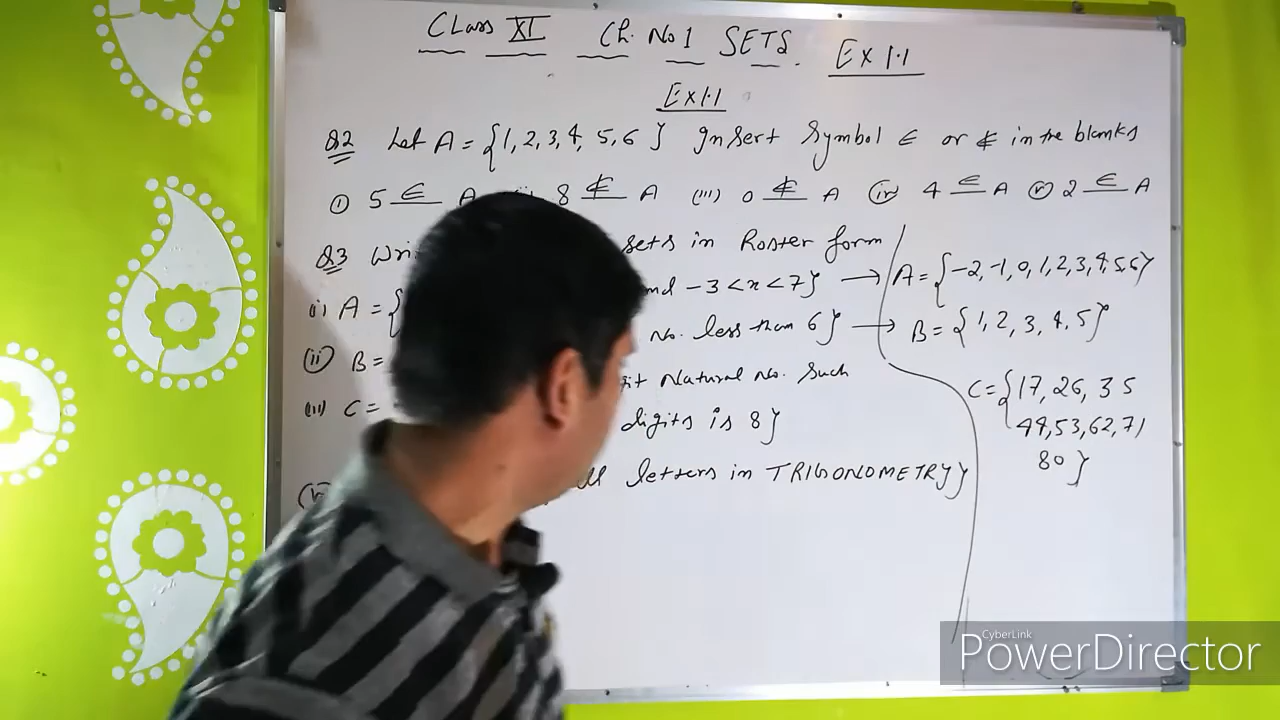 CLass XI Ch. No 1 SETS. Ex 1.1
Ex 1.1
Q2 Let A = {1, 2, 3, 4, 5, 6 } Insert Symbol ∈ or ∉ in the blanks
(i) 5 ∈ A 8 ∉ A (iii) 0 ∉ A (iv) 4 ∈ A (v) 2 ∈ A
Q3 sets in Roster form
(i) A = { -3 < x < 7} → A = {-2, -1, 0, 1, 2, 3, 4, 5, 6}
(ii) B = No. less than 6} → B = {1, 2, 3, 4, 5}
(iii) C = Natural No. Such
digits is 8}
C = {17, 26, 35
44, 53, 62, 71
80 }
letters in TRIGONOMETRY}
CyberLink
PowerDirector